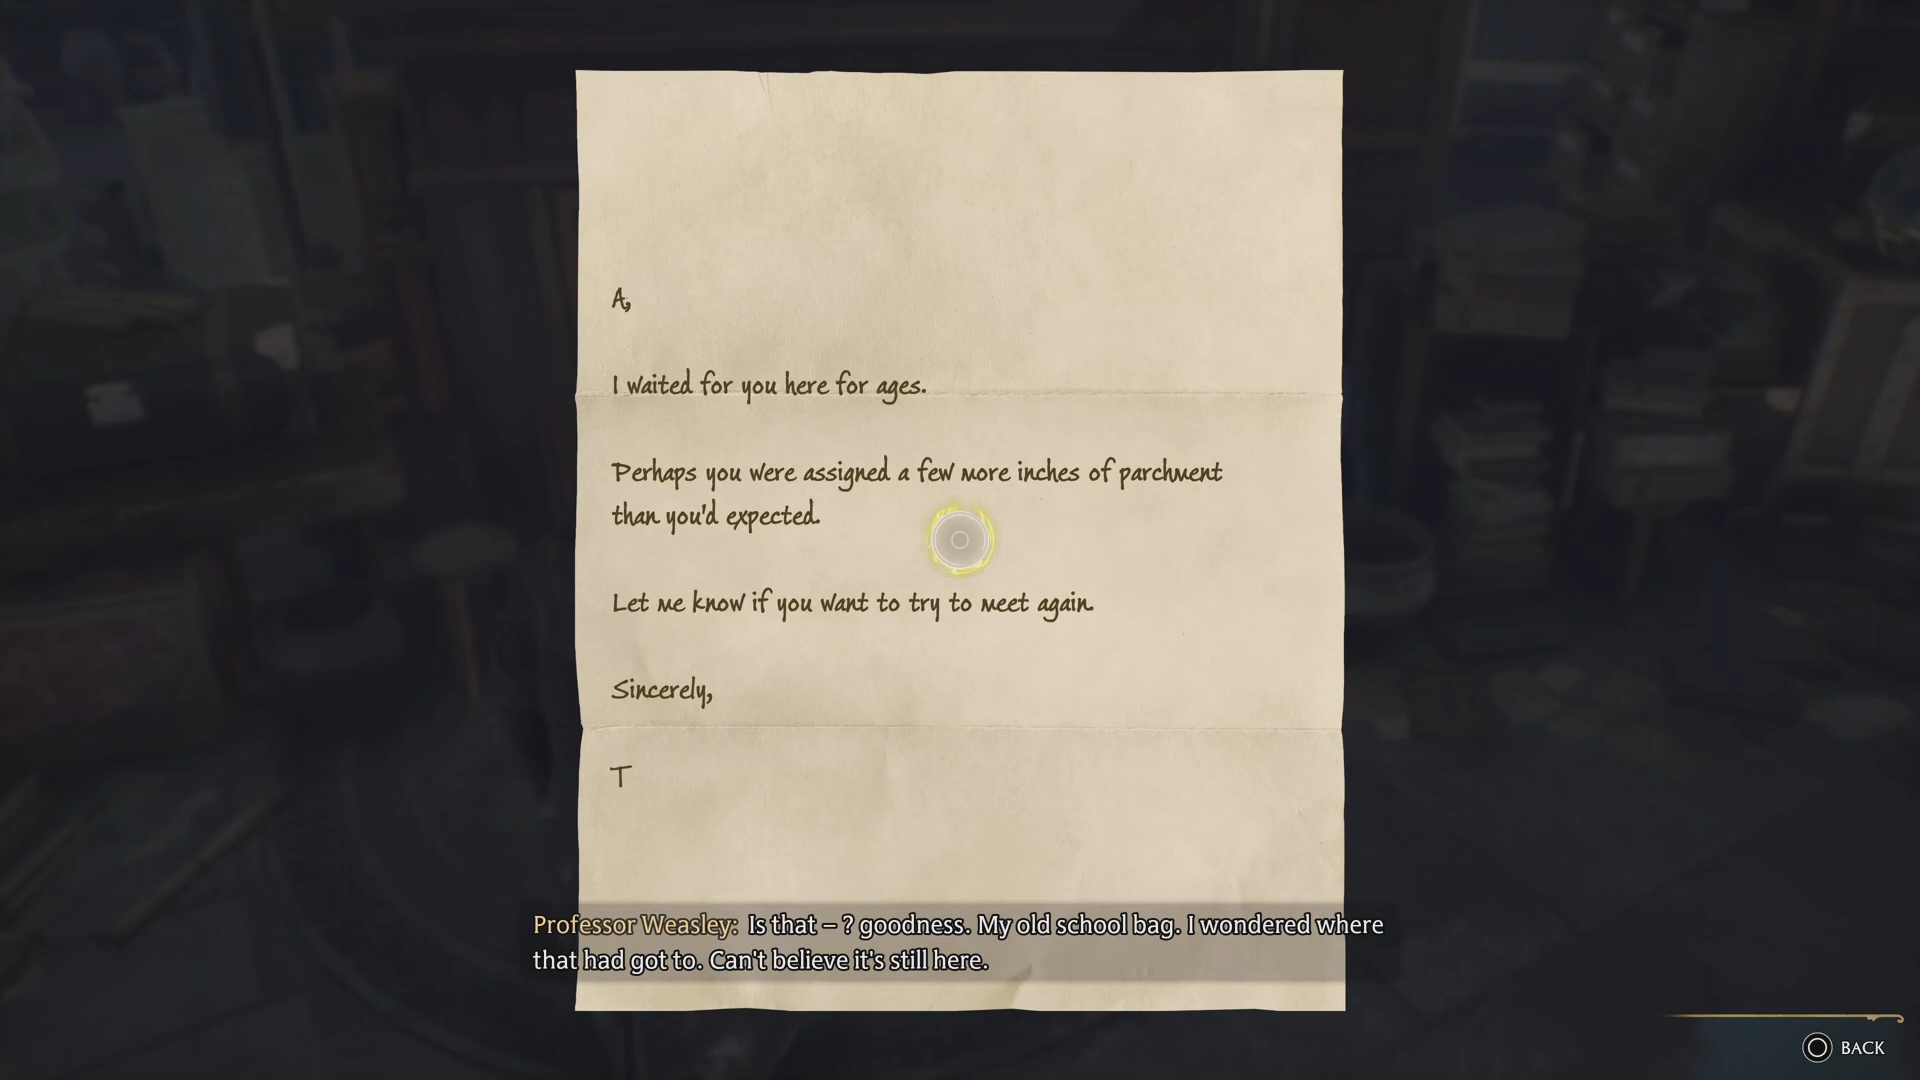 A,
I waited for you here for ages.
Perhaps you were assigned a few more inches of parchment
than you'd expected.
Let me know if you want to try to meet again.
Sincerely,
T
Professor Weasley: Is that – ? goodness. My old school bag. I wondered where
that had got to. Can't believe it's still here.
BACK